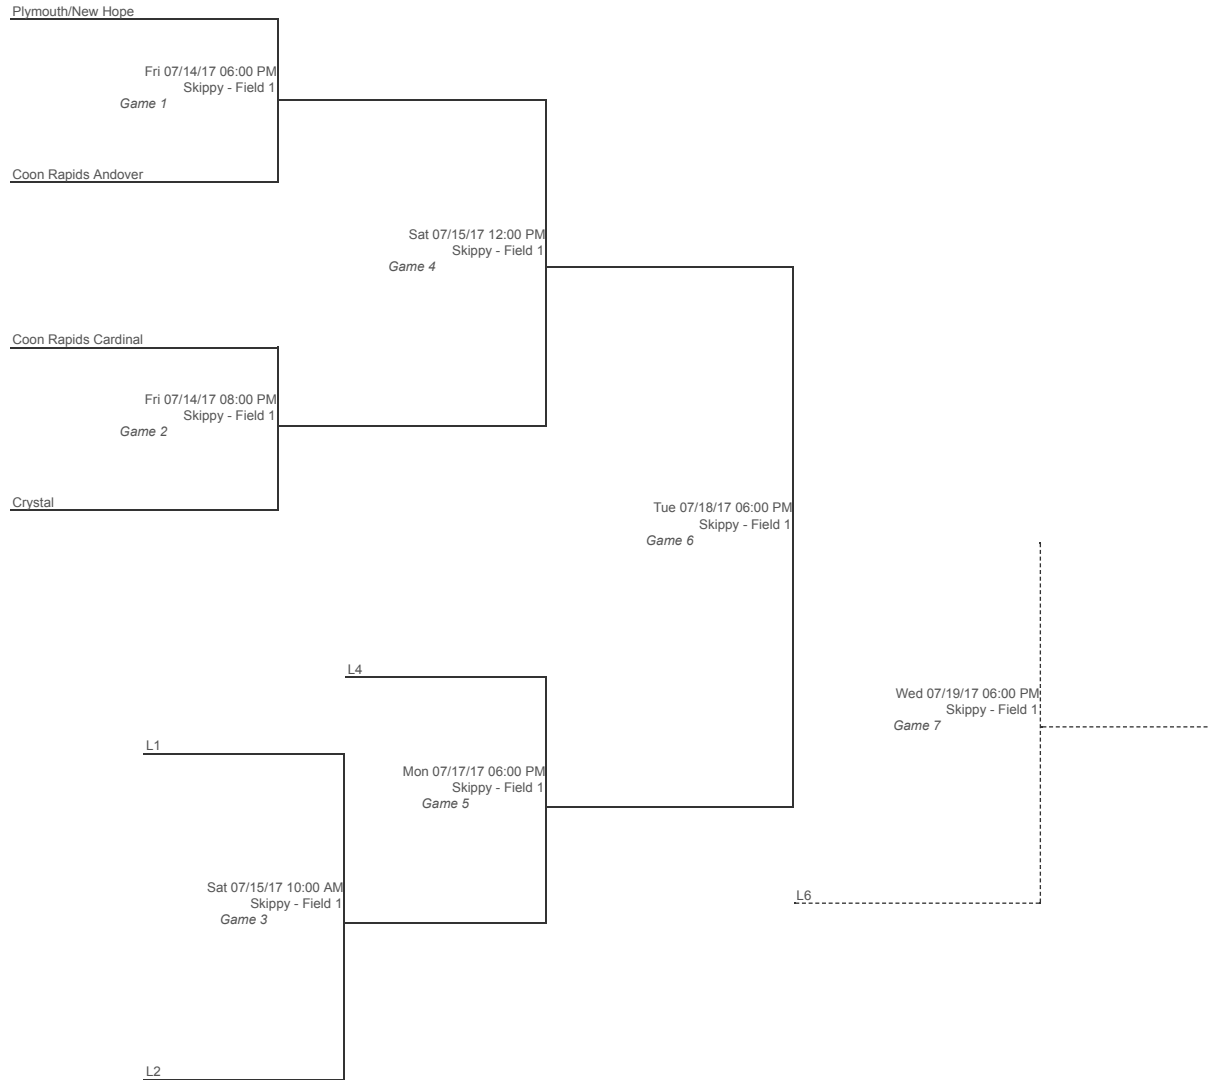 Plymouth/New Hope
Fri 07/14/17 06:00 PM
Skippy - Field 1
Game 1
Coon Rapids Andover
Sat 07/15/17 12:00 PM
Skippy - Field 1
Game 4
Coon Rapids Cardinal
Fri 07/14/17 08:00 PM
Skippy - Field 1
Game 2
Crystal
Tue 07/18/17 06:00 PM
Skippy - Field 1
Game 6
L4
Wed 07/19/17 06:00 PM
Skippy - Field 1
Game 7
L1
Mon 07/17/17 06:00 PM
Skippy - Field 1
Game 5
Sat 07/15/17 10:00 AM
Skippy - Field 1
Game 3
L6
L2